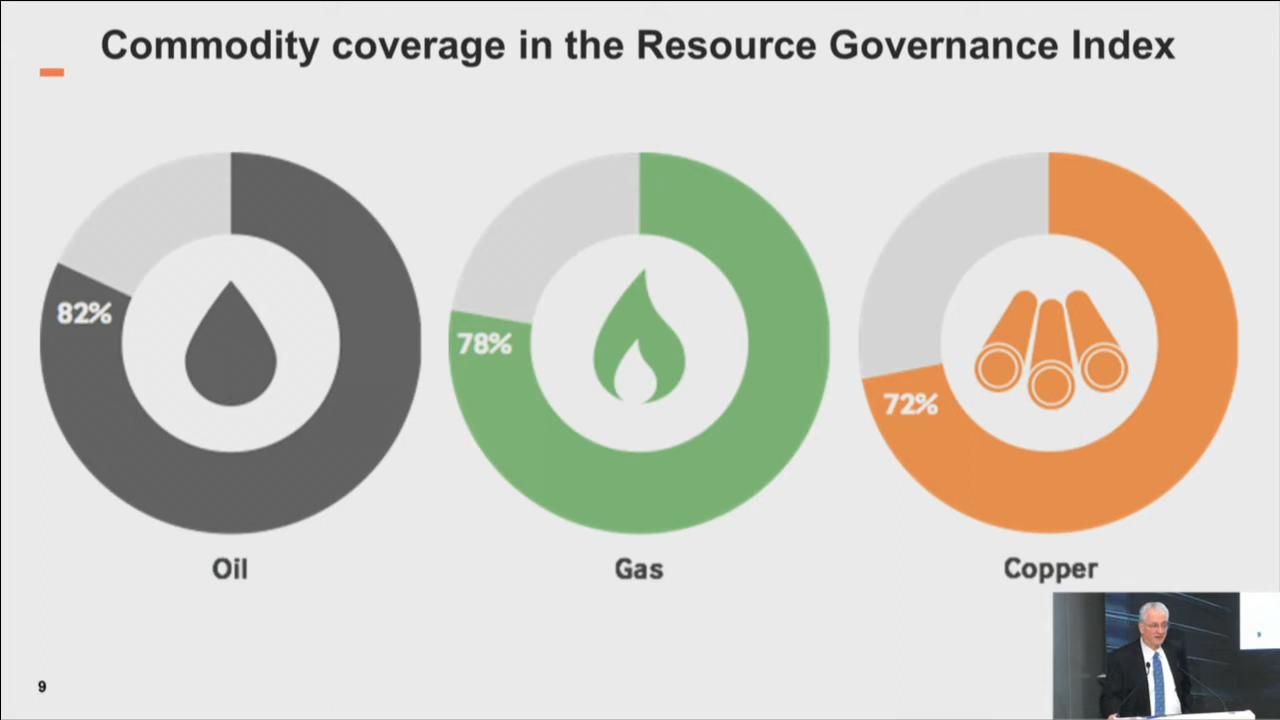 Commodity coverage in the Resource Governance Index
82%
78%
72%
Oil
Gas
Copper
9